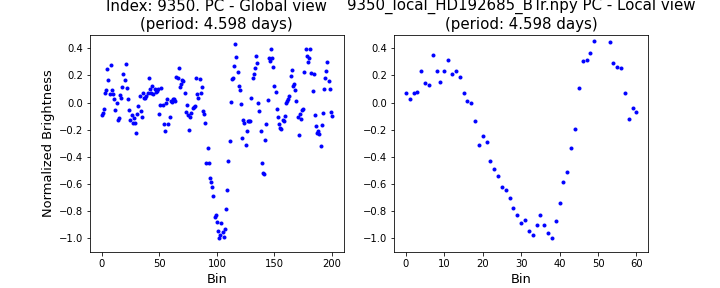 Index: 9350. PC - Global view
(period: 4.598 days)
9350_local_HD192685_BTr.npy PC - Local view
(period: 4.598 days)
Normalized Brightness
0.4
0.2
0.0
−0.2
−0.4
−0.6
−0.8
−1.0
0 50 100 150 200
Bin
0.4
0.2
0.0
−0.2
−0.4
−0.6
−0.8
−1.0
0 10 20 30 40 50 60
Bin